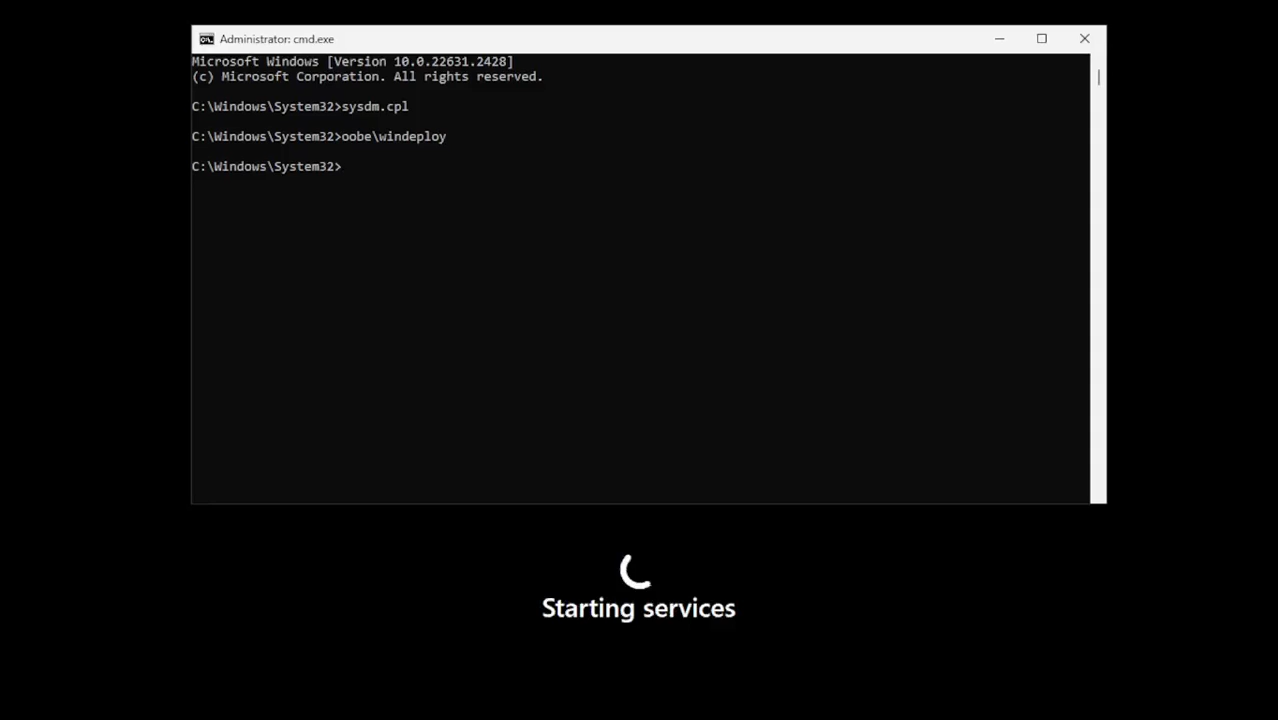 Administrator: cmd.exe
Microsoft Windows [Version 10.0.22631.2428]
(c) Microsoft Corporation. All rights reserved.
C:\Windows\System32>sysdm.cpl
C:\Windows\System32>oobe\windeploy
C:\Windows\System32>
Starting services